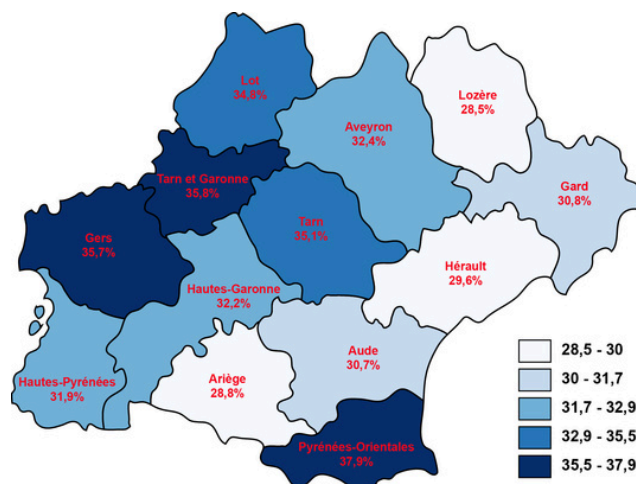 Lot
34,8%
Lozère
28,5%
Aveyron
32,4%
Tarn et Garonne
35,8%
Gard
30,8%
Tarn
35,1%
Gers
35,7%
Hérault
29,6%
Hautes-Garonne
32,2%
Aude
30,7%
Ariège
28,8%
Hautes-Pyrénées
31,9%
Pyrénées-Orientales
37,9%
28,5 - 30
30 - 31,7
31,7 - 32,9
32,9 - 35,5
35,5 - 37,9